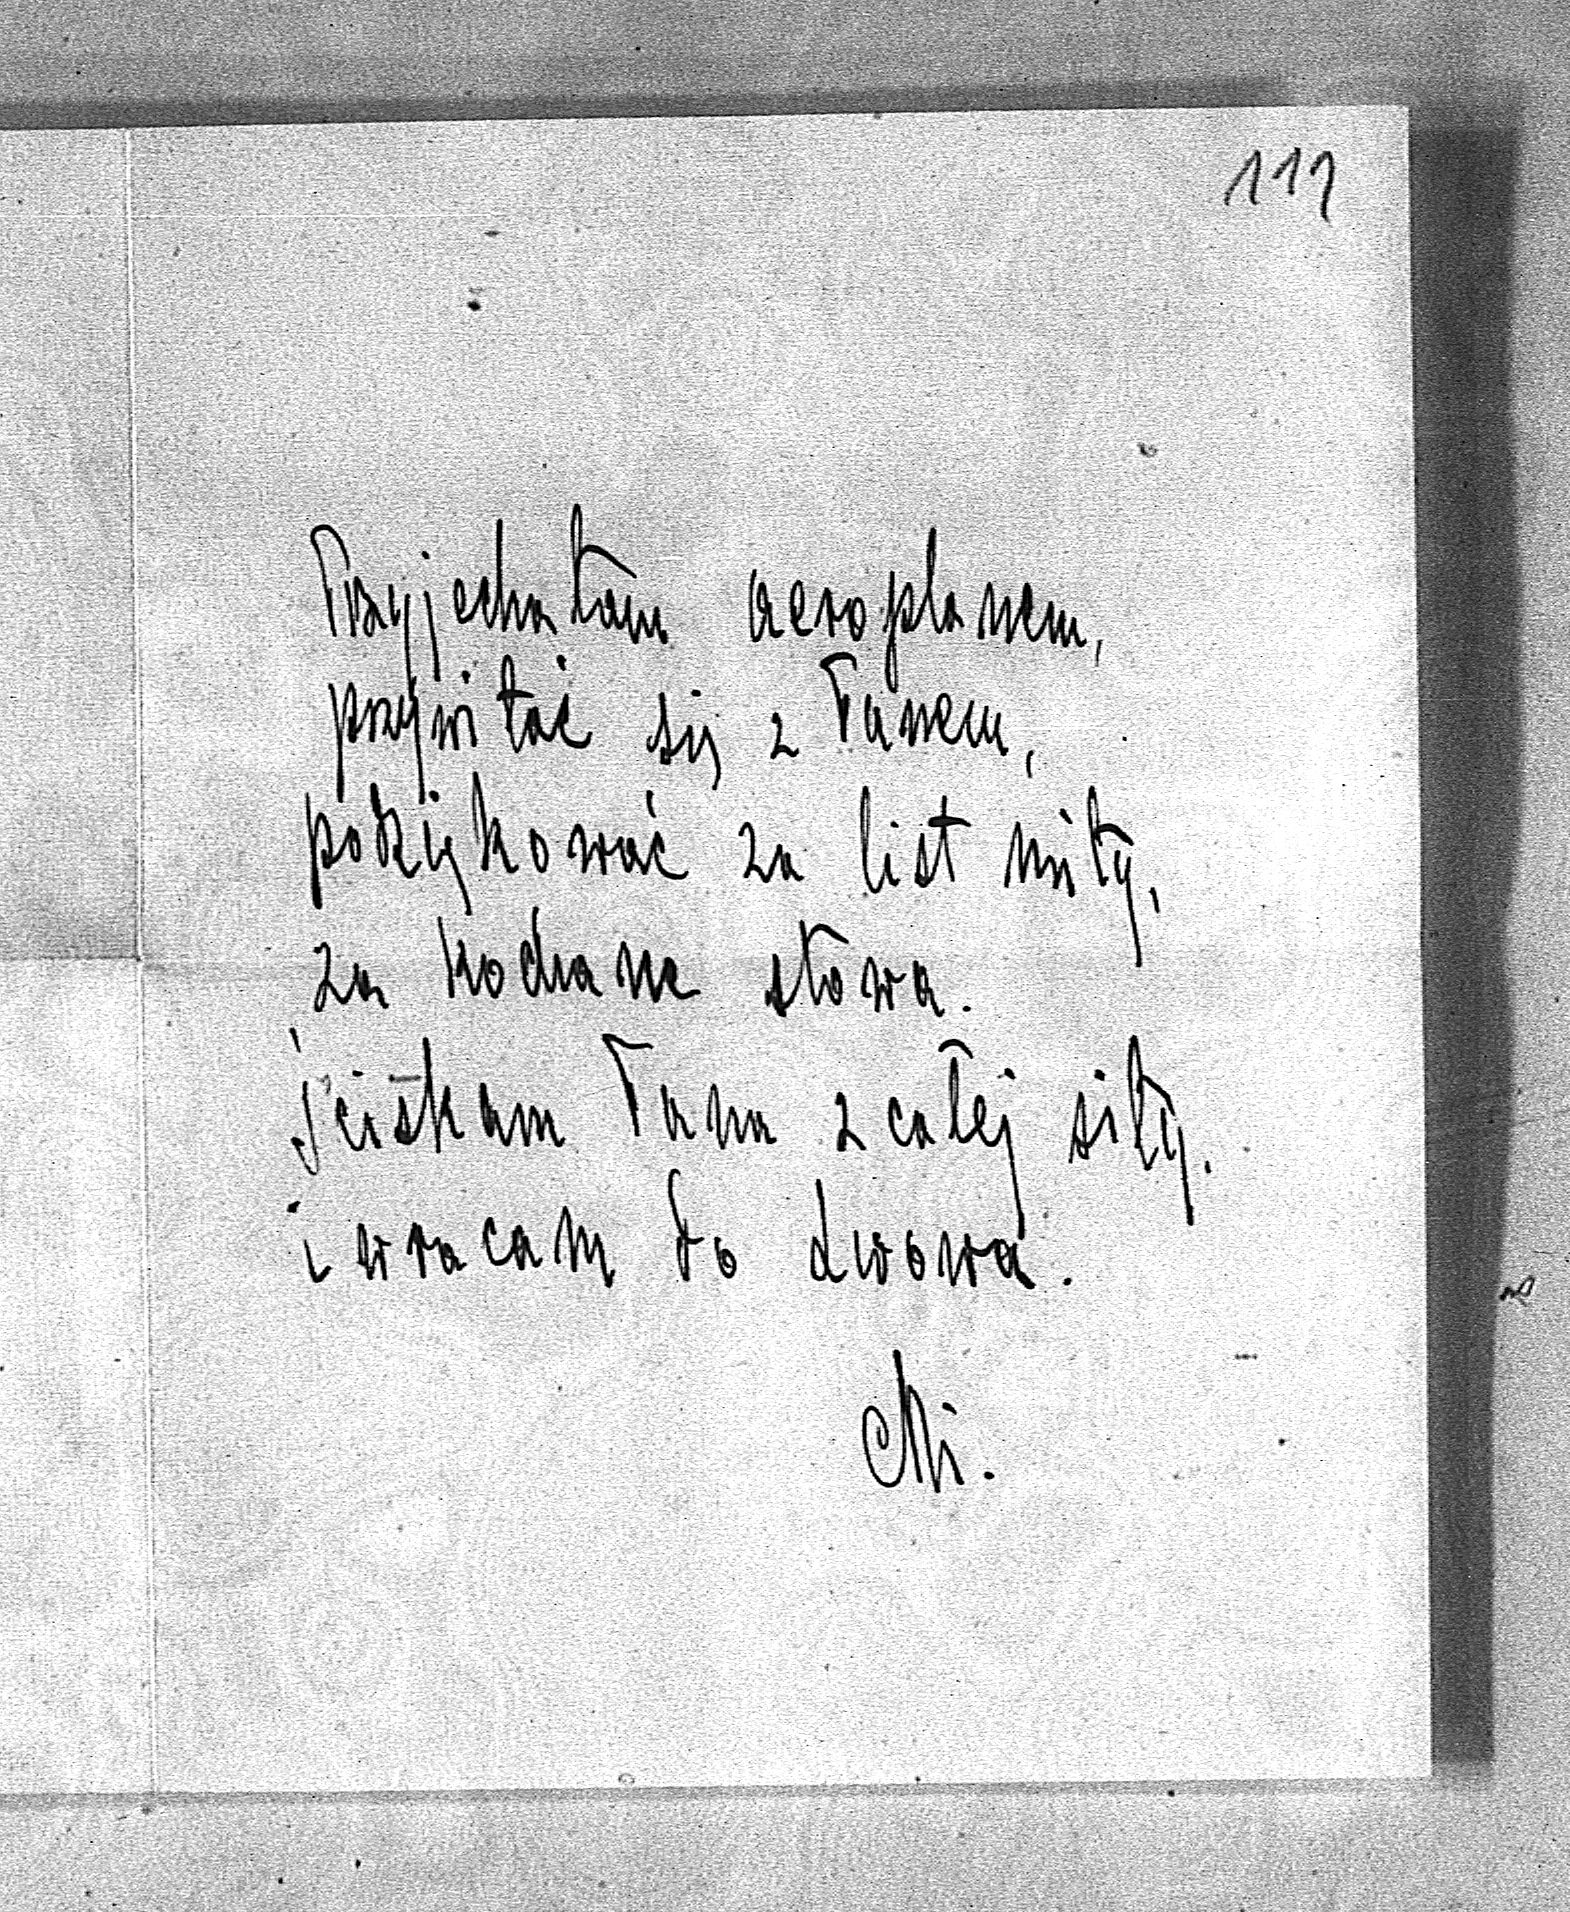 111
Przyjechałam aeroplanem,
przywitać się z Panem,
podziękować za list miły,
za kochane słowa.
Ściskam Pana z całej siły.
i wracam do Lwowa.
Mi.